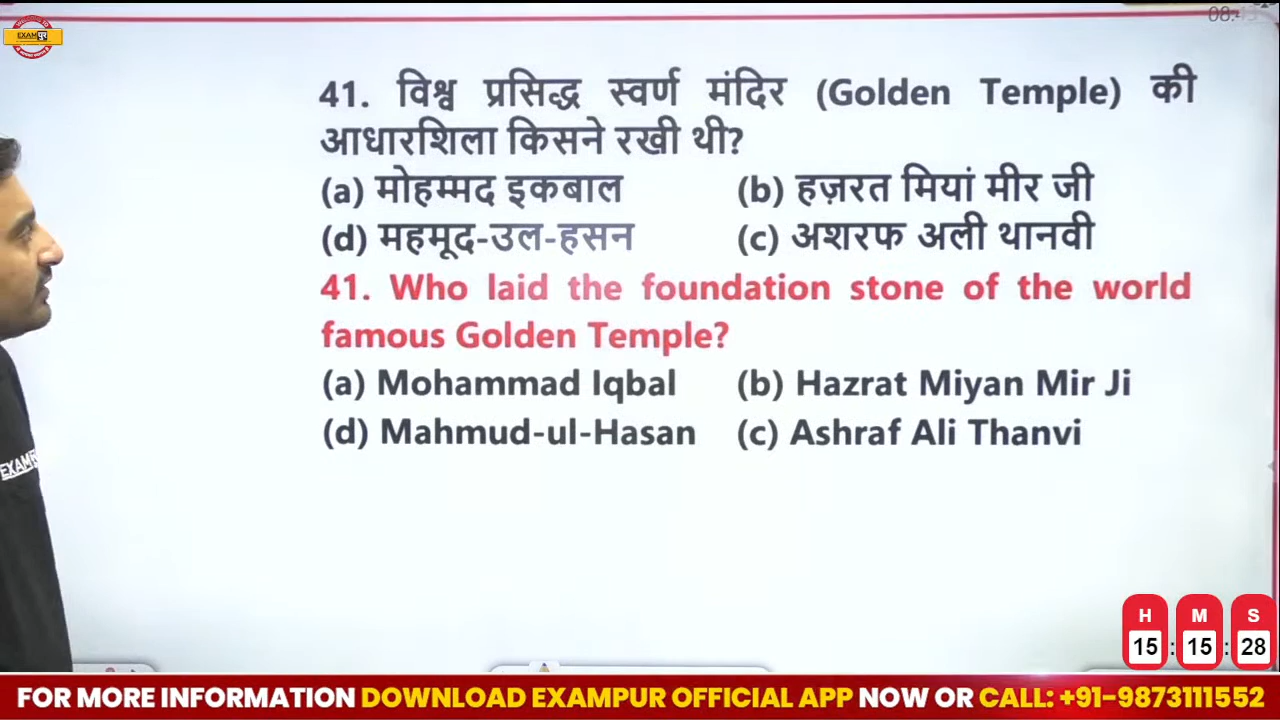 08:43
EXAMपुर
41. विश्व प्रसिद्ध स्वर्ण मंदिर (Golden Temple) की
आधारशिला किसने रखी थी?
(a) मोहम्मद इकबाल (b) हज़रत मियां मीर जी
(d) महमूद-उल-हसन (c) अशरफ अली थानवी
41. Who laid the foundation stone of the world
famous Golden Temple?
(a) Mohammad Iqbal (b) Hazrat Miyan Mir Ji
(d) Mahmud-ul-Hasan (c) Ashraf Ali Thanvi
H M S
15 : 15 : 28
FOR MORE INFORMATION DOWNLOAD EXAMPUR OFFICIAL APP NOW OR CALL: +91-9873111552